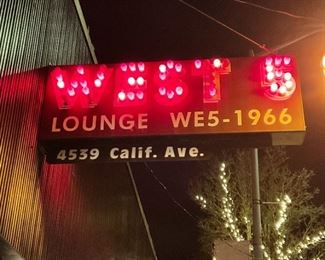 WEST 5
LOUNGE WE5-1966
4539 Calif. Ave.